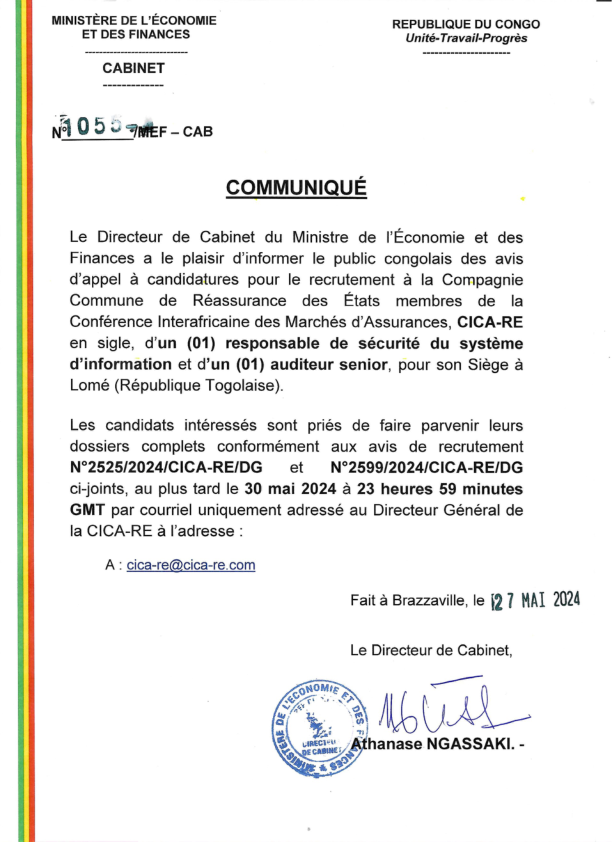 MINISTÈRE DE L'ÉCONOMIE
ET DES FINANCES
----------------------------
CABINET
-------------
REPUBLIQUE DU CONGO
Unité-Travail-Progrès
----------------------
N° 1055 /MEF – CAB
COMMUNIQUÉ
Le Directeur de Cabinet du Ministre de l'Économie et des
Finances a le plaisir d'informer le public congolais des avis
d'appel à candidatures pour le recrutement à la Compagnie
Commune de Réassurance des États membres de la
Conférence Interafricaine des Marchés d'Assurances, CICA-RE
en sigle, d'un (01) responsable de sécurité du système
d'information et d'un (01) auditeur senior, pour son Siège à
Lomé (République Togolaise).
Les candidats intéressés sont priés de faire parvenir leurs
dossiers complets conformément aux avis de recrutement
N°2525/2024/CICA-RE/DG et N°2599/2024/CICA-RE/DG
ci-joints, au plus tard le 30 mai 2024 à 23 heures 59 minutes
GMT par courriel uniquement adressé au Directeur Général de
la CICA-RE à l'adresse :
A : cica-re@cica-re.com
Fait à Brazzaville, le 27 MAI 2024
Le Directeur de Cabinet,
MINISTÈRE DE L'ÉCONOMIE ET DES FINANCES
DIRECTEUR
DE CABINET
Athanase NGASSAKI. -